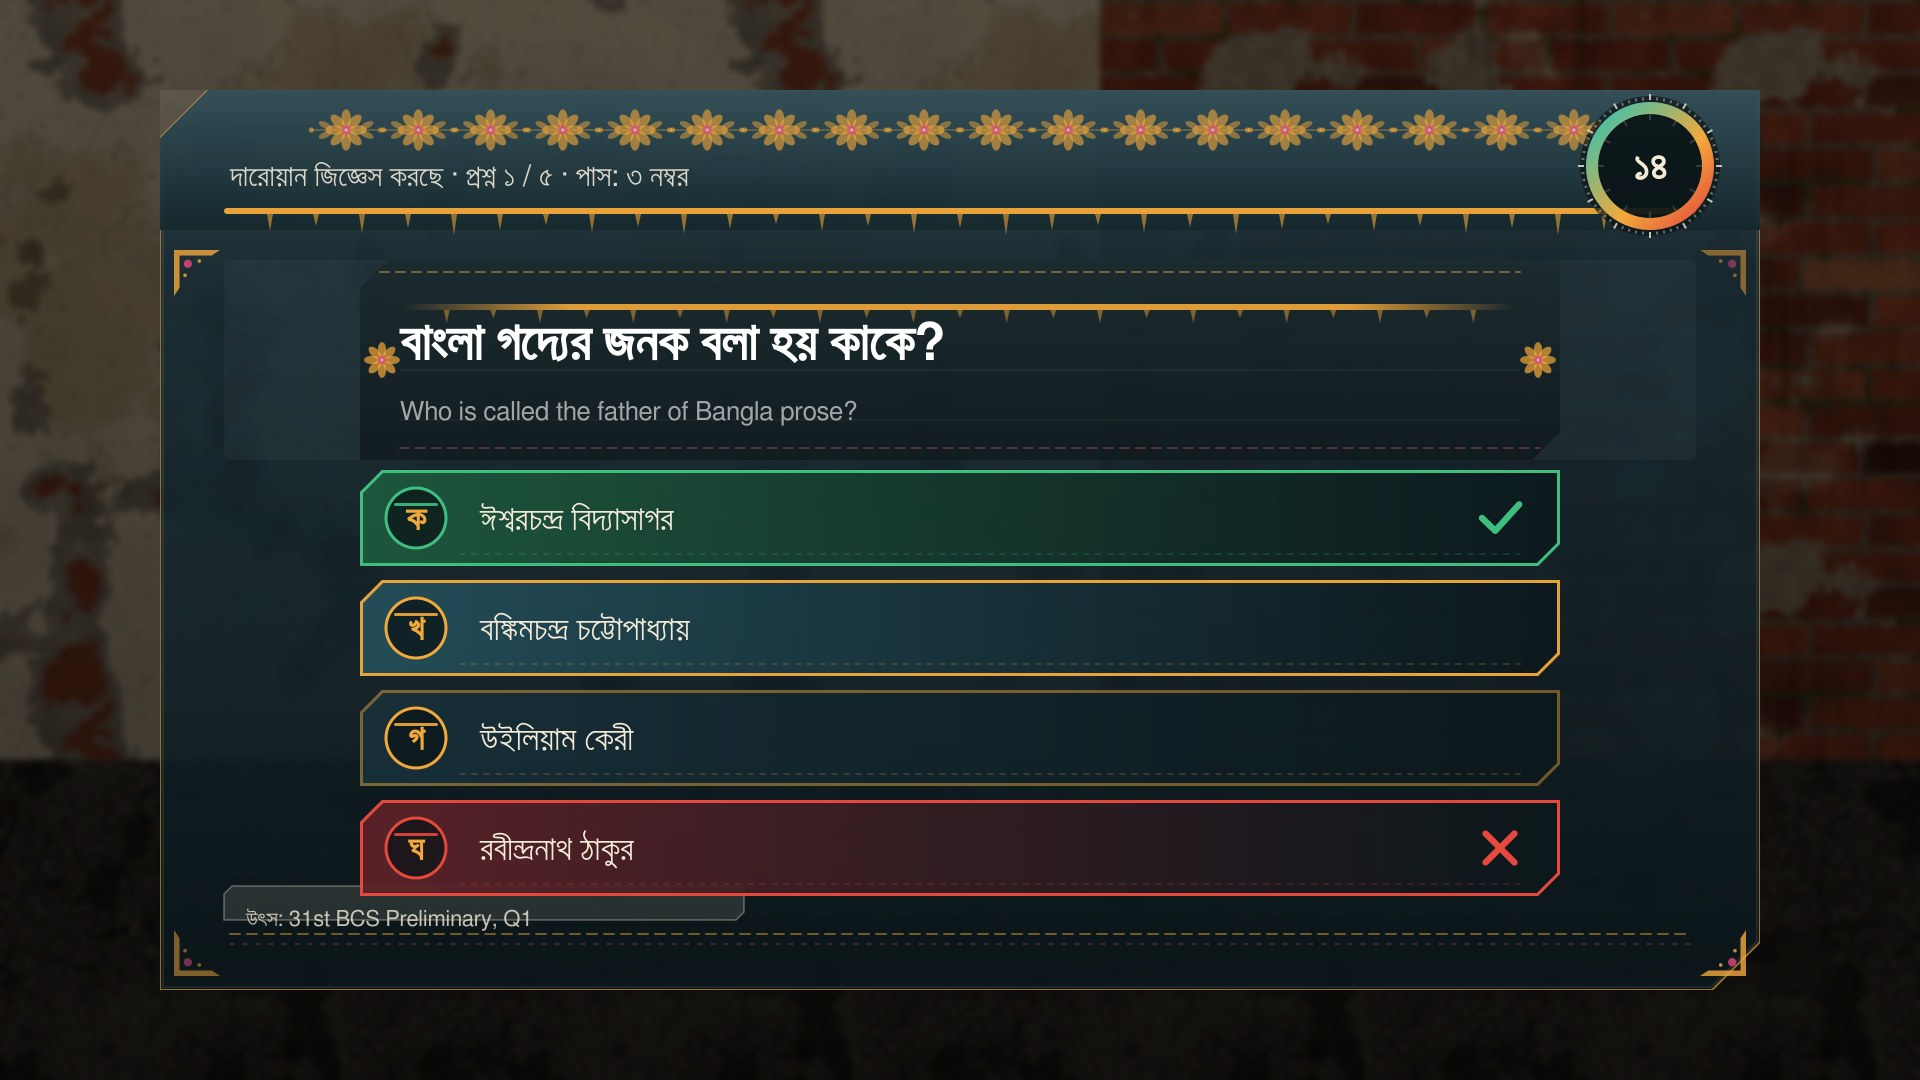 দারোয়ান জিজ্ঞেস করছে · প্রশ্ন ১ / ৫ · পাস: ৩ নম্বর
১৪
বাংলা গদ্যের জনক বলা হয় কাকে?
Who is called the father of Bangla prose?
ক ঈশ্বরচন্দ্র বিদ্যাসাগর
খ বঙ্কিমচন্দ্র চট্টোপাধ্যায়
গ উইলিয়াম কেরী
ঘ রবীন্দ্রনাথ ঠাকুর
উৎস: 31st BCS Preliminary, Q1